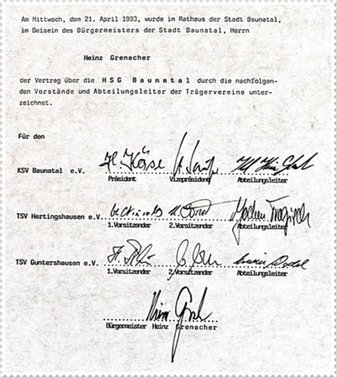 Am Mittwoch, den 21. April 1993, wurde im Rathaus der Stadt Baunatal,
im Beisein des Bürgermeisters der Stadt Baunatal, Herrn
Heinz Grenacher
der Vertrag über die HSG Baunatal durch die nachfolgen-
den Vorstände und Abteilungsleiter der Trägervereine unter-
zeichnet.
Für den
KSV Baunatal e.V.
Präsident Vizepräsident Abteilungsleiter
TSV Hertingshausen e.V.
1.Vorsitzender 2.Vorsitzender Abteilungsleiter
TSV Guntershausen e.V.
1.Vorsitzender 2.Vorsitzender Abteilungsleiter
Bürgermeister Heinz Grenacher